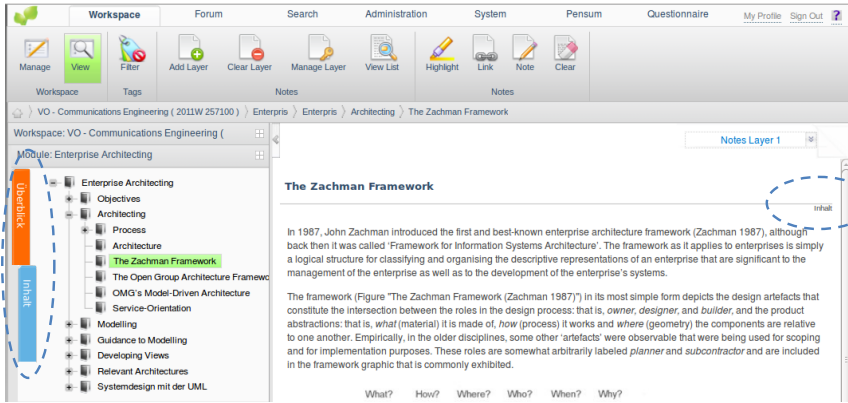 Workspace Forum Search Administration System Pensum Questionnaire My Profile Sign Out ?
Manage View Filter Add Layer Clear Layer Manage Layer View List Highlight Link Note Clear
Workspace Tags Notes Notes
VO - Communications Engineering ( 2011W 257100 ) Enterpris Enterpris Architecting The Zachman Framework
Workspace: VO - Communications Engineering (
Module: Enterprise Architecting
Überblick
Inhalt
Enterprise Architecting
Objectives
Architecting
Process
Architecture
The Zachman Framework
The Open Group Architecture Framewo
OMG's Model-Driven Architecture
Service-Orientation
Modelling
Guidance to Modelling
Developing Views
Relevant Architectures
Systemdesign mit der UML
Notes Layer 1
The Zachman Framework
Inhalt
In 1987, John Zachman introduced the first and best-known enterprise architecture framework (Zachman 1987), although
back then it was called ‘Framework for Information Systems Architecture’. The framework as it applies to enterprises is simply
a logical structure for classifying and organising the descriptive representations of an enterprise that are significant to the
management of the enterprise as well as to the development of the enterprise’s systems.
The framework (Figure "The Zachman Framework (Zachman 1987)") in its most simple form depicts the design artefacts that
constitute the intersection between the roles in the design process: that is, owner, designer, and builder, and the product
abstractions: that is, what (material) it is made of, how (process) it works and where (geometry) the components are relative
to one another. Empirically, in the older disciplines, some other ‘artefacts’ were observable that were being used for scoping
and for implementation purposes. These roles are somewhat arbitrarily labeled planner and subcontractor and are included
in the framework graphic that is commonly exhibited.
What? How? Where? Who? When? Why?